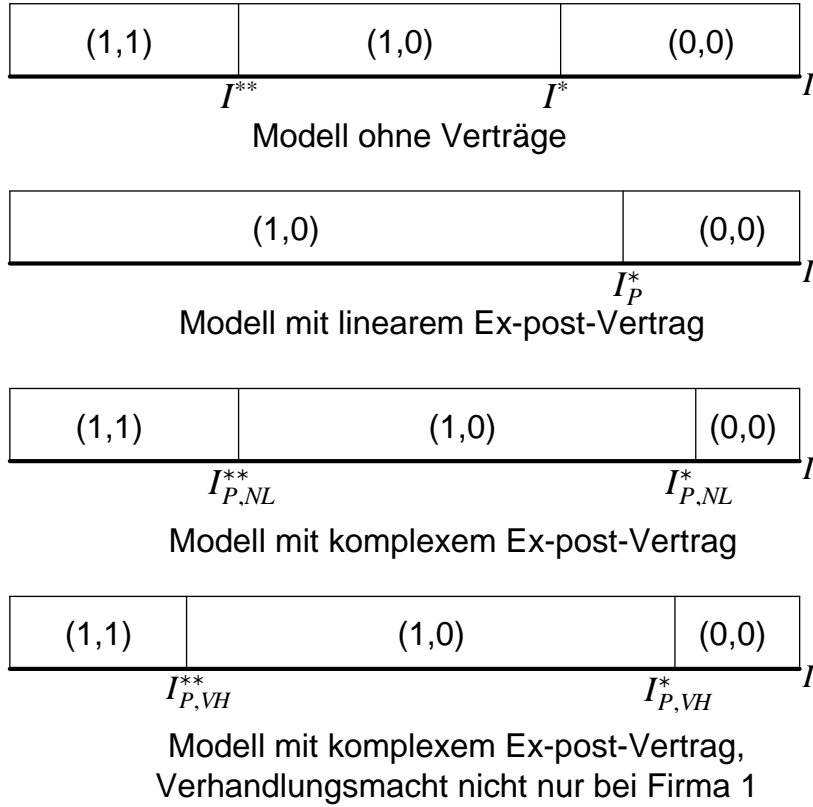 (1,1) (1,0) (0,0)
I** I* I
Modell ohne Verträge
(1,0) (0,0)
I*P I
Modell mit linearem Ex-post-Vertrag
(1,1) (1,0) (0,0)
I**P,NL I*P,NL I
Modell mit komplexem Ex-post-Vertrag
(1,1) (1,0) (0,0)
I**P,VH I*P,VH I
Modell mit komplexem Ex-post-Vertrag,
Verhandlungsmacht nicht nur bei Firma 1